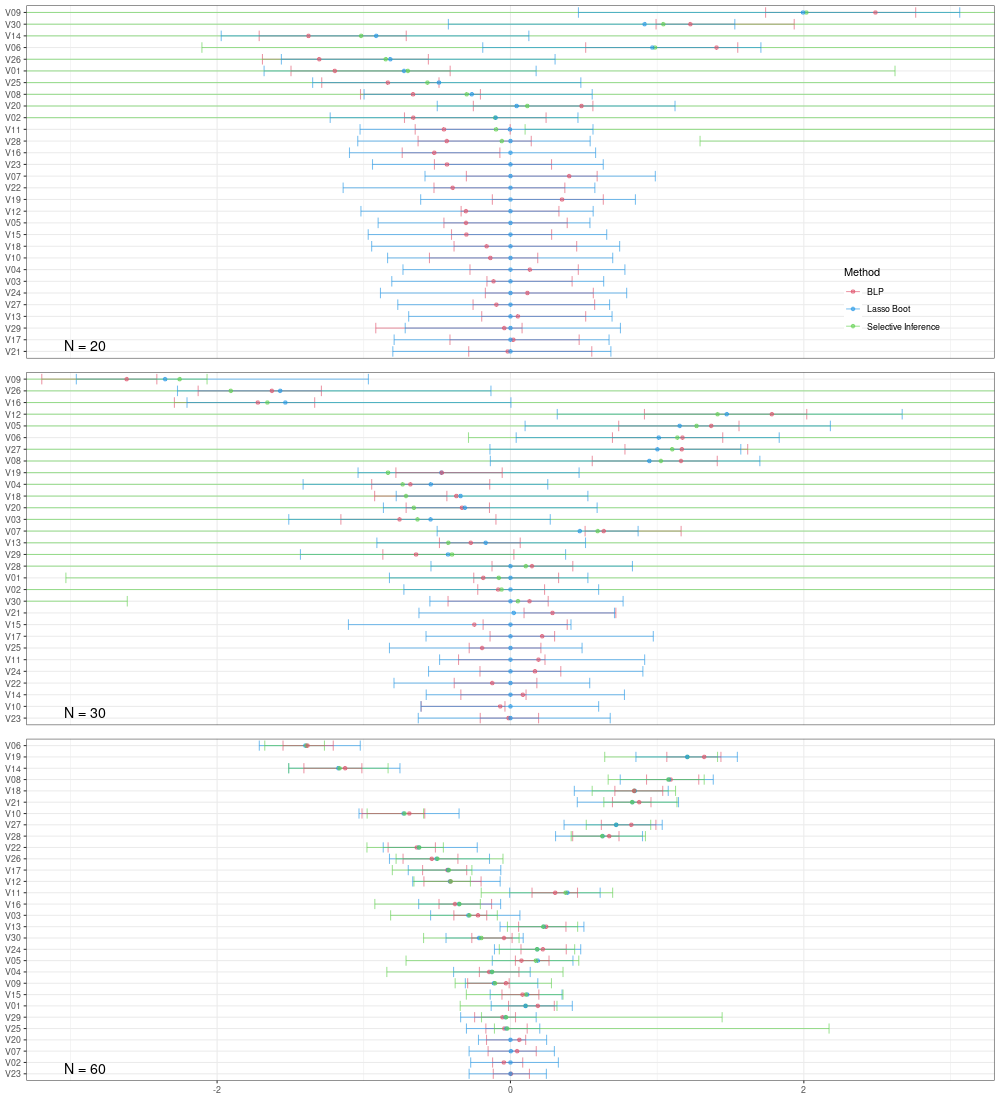 V09
V30
V14
V06
V26
V01
V25
V08
V20
V02
V11
V28
V16
V23
V07
V22
V19
V12
V05
V15
V18
V10
V04
V03
V24
V27
V13
V29
V17
V21
Method
BLP
Lasso Boot
Selective Inference
N = 20
V09
V26
V16
V12
V05
V06
V27
V08
V19
V04
V18
V20
V03
V07
V13
V29
V28
V01
V02
V30
V21
V15
V17
V25
V11
V24
V22
V14
V10
V23
N = 30
V06
V19
V14
V08
V18
V21
V10
V27
V28
V22
V26
V17
V12
V11
V16
V03
V13
V30
V24
V05
V04
V09
V15
V01
V29
V25
V20
V07
V02
V23
N = 60
-2 0 2